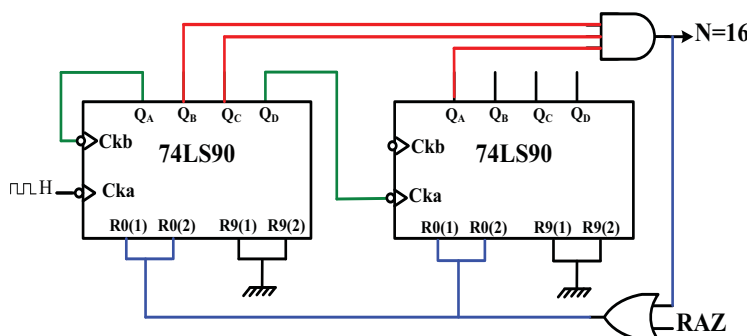 N=16
QA QB QC QD
QA QB QC QD
Ckb
Ckb
74LS90
74LS90
H
Cka
Cka
R0(1) R0(2) R9(1) R9(2)
R0(1) R0(2) R9(1) R9(2)
RAZ